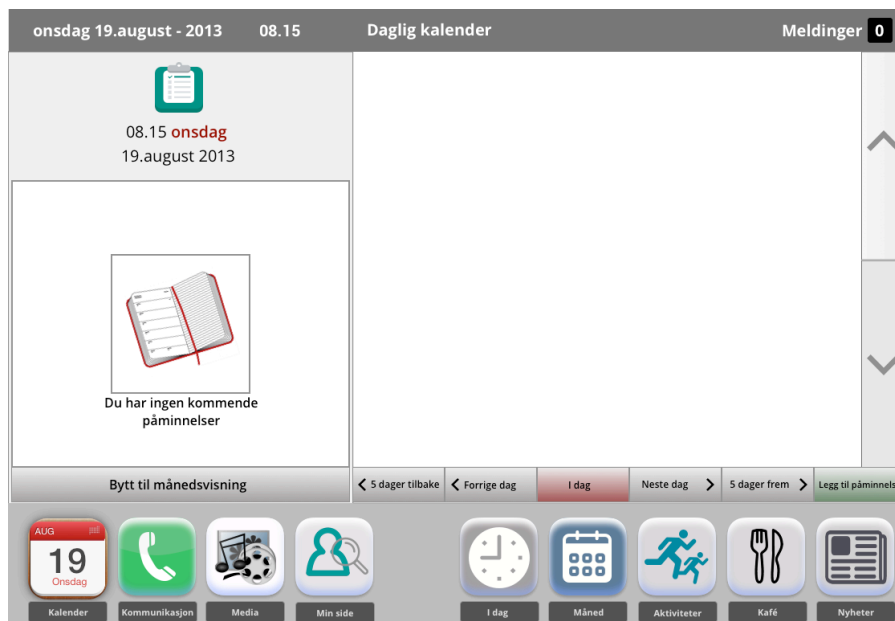 onsdag 19.august - 2013 08.15 Daglig kalender Meldinger 0
08.15 onsdag
19.august 2013
Du har ingen kommende
påminnelser
Bytt til månedsvisning
5 dager tilbake Forrige dag I dag Neste dag 5 dager frem Legg til påminnels
AUG
19
Onsdag
Kalender Kommunikasjon Media Min side I dag Måned Aktiviteter Kafé Nyheter